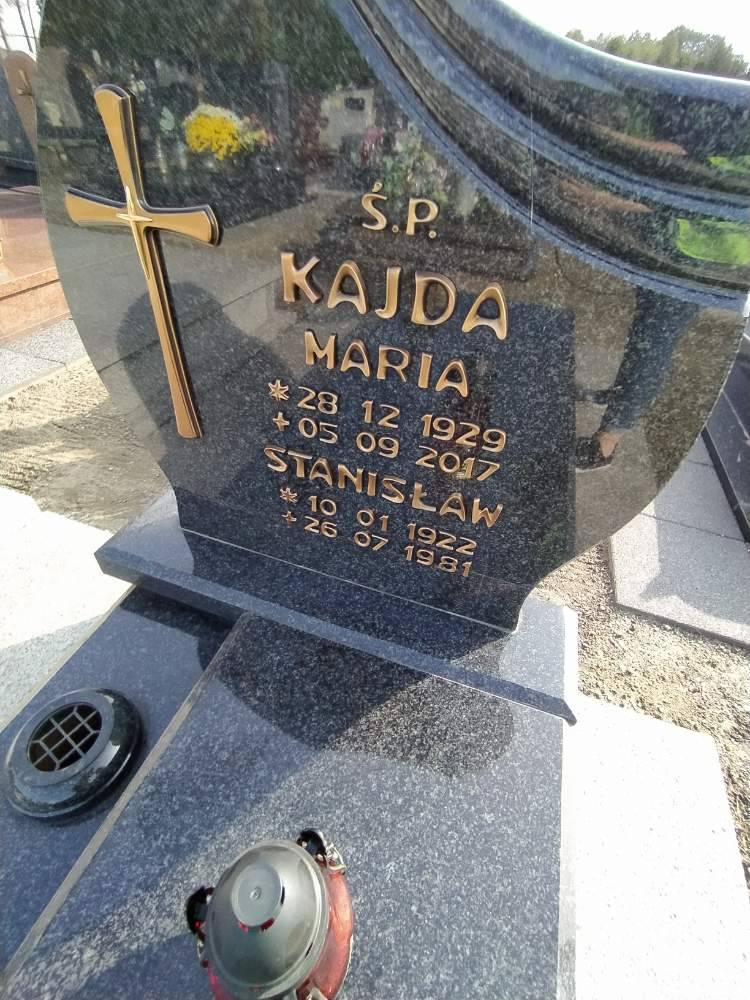 Ś.P.
KAJDA
MARIA
* 28 12 1929
+ 05 09 2017
STANISŁAW
* 10 01 1922
+ 26 07 1981